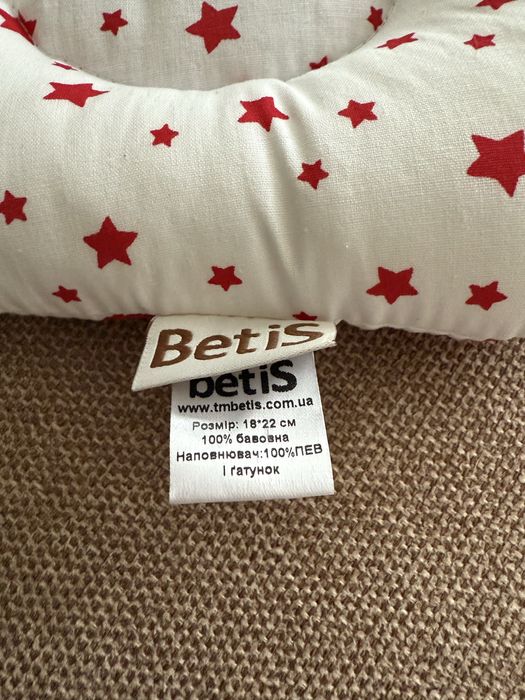 BetiS
betiS
www.tmbetis.com.ua
Розмір: 18*22 см
100% бавовна
Наповнювач:100%ПЕВ
І ґатунок